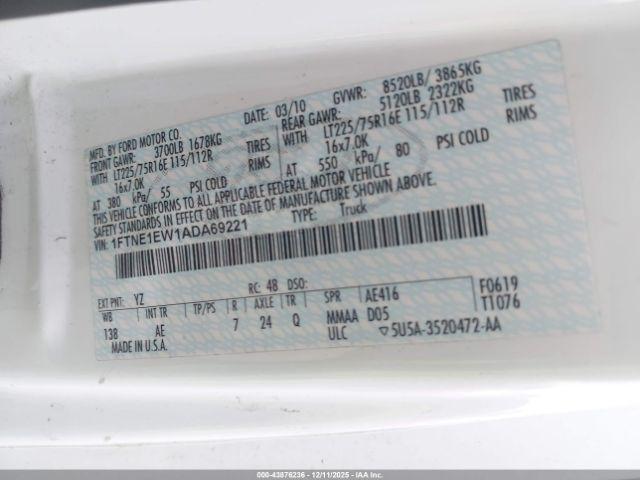 MFD. BY FORD MOTOR CO.
DATE: 03/10 GVWR: 8520LB/ 3865KG
FRONT GAWR: 3700LB 1678KG
REAR GAWR: 5120LB 2322KG
WITH LT225/75R16E 115/112R TIRES
WITH LT225/75R16E 115/112R TIRES
16x7.0K RIMS
16x7.0K RIMS
AT 380 kPa/ 55 PSI COLD
AT 550 kPa/ 80 PSI COLD
THIS VEHICLE CONFORMS TO ALL APPLICABLE FEDERAL MOTOR VEHICLE
SAFETY STANDARDS IN EFFECT ON THE DATE OF MANUFACTURE SHOWN ABOVE.
VIN: 1FTNE1EW1ADA69221
TYPE: Truck
EXT PNT: YZ RC: 48 DSO: F0619
WB INT TR TP/PS R AXLE TR SPR AE416 T1076
138 AE 7 24 Q MMAA D05
MADE IN U.S.A. ULC 5U5A-3520472-AA
000-43876236 - 12/11/2025 - IAAI.com